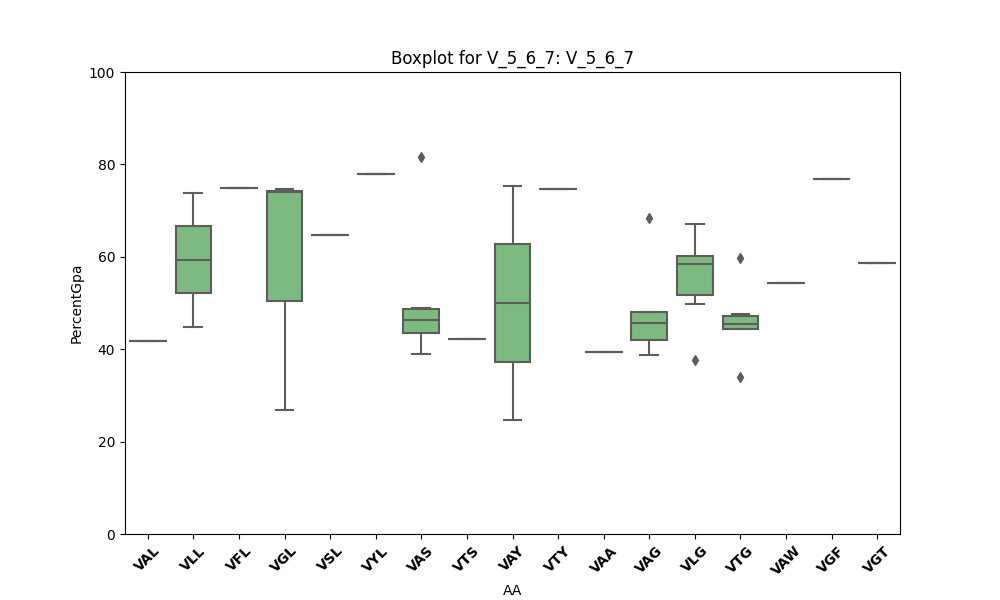 Boxplot for V_5_6_7: V_5_6_7
100
80
60
40
20
0
PercentGpa
VAL VLL VFL VGL VSL VYL VAS VTS VAY VTY VAA VAG VLG VTG VAW VGF VGT
AA